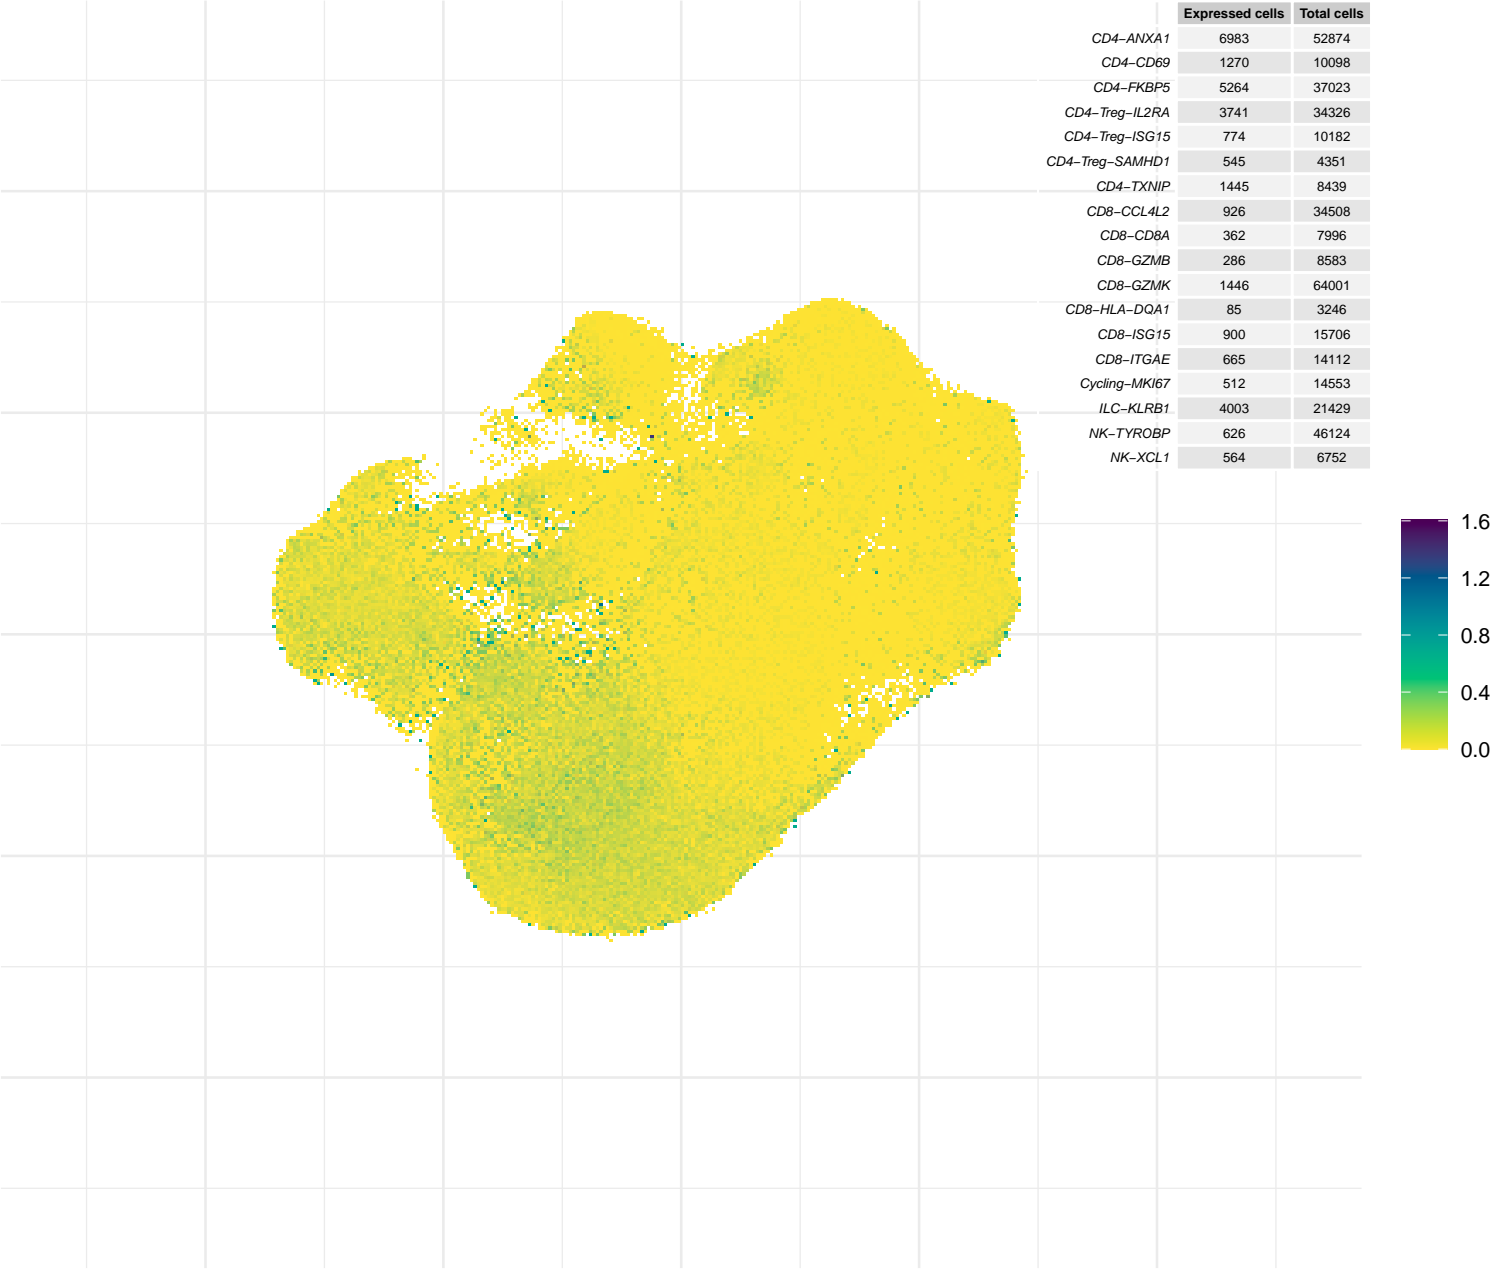 Expressed cells Total cells
CD4−ANXA1 6983 52874
CD4−CD69 1270 10098
CD4−FKBP5 5264 37023
CD4−Treg−IL2RA 3741 34326
CD4−Treg−ISG15 774 10182
CD4−Treg−SAMHD1 545 4351
CD4−TXNIP 1445 8439
CD8−CCL4L2 926 34508
CD8−CD8A 362 7996
CD8−GZMB 286 8583
CD8−GZMK 1446 64001
CD8−HLA−DQA1 85 3246
CD8−ISG15 900 15706
CD8−ITGAE 665 14112
Cycling−MKI67 512 14553
ILC−KLRB1 4003 21429
NK−TYROBP 626 46124
NK−XCL1 564 6752
1.6
1.2
0.8
0.4
0.0